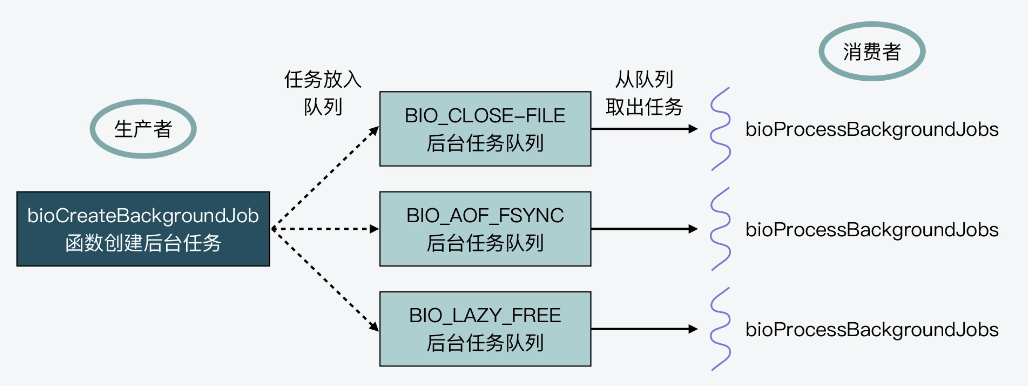 消费者
任务放入
队列
从队列
取出任务
生产者
BIO_CLOSE-FILE
后台任务队列
bioProcessBackgroundJobs
bioCreateBackgroundJob
函数创建后台任务
BIO_AOF_FSYNC
后台任务队列
bioProcessBackgroundJobs
BIO_LAZY_FREE
后台任务队列
bioProcessBackgroundJobs